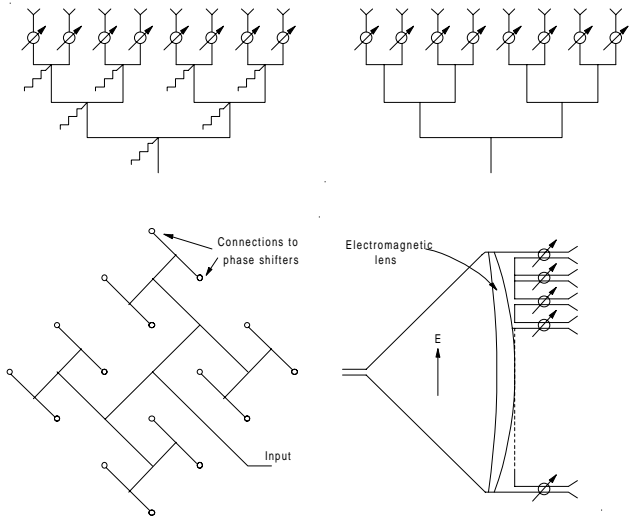 Connections to
phase shifters
Electromagnetic
lens
E
Input